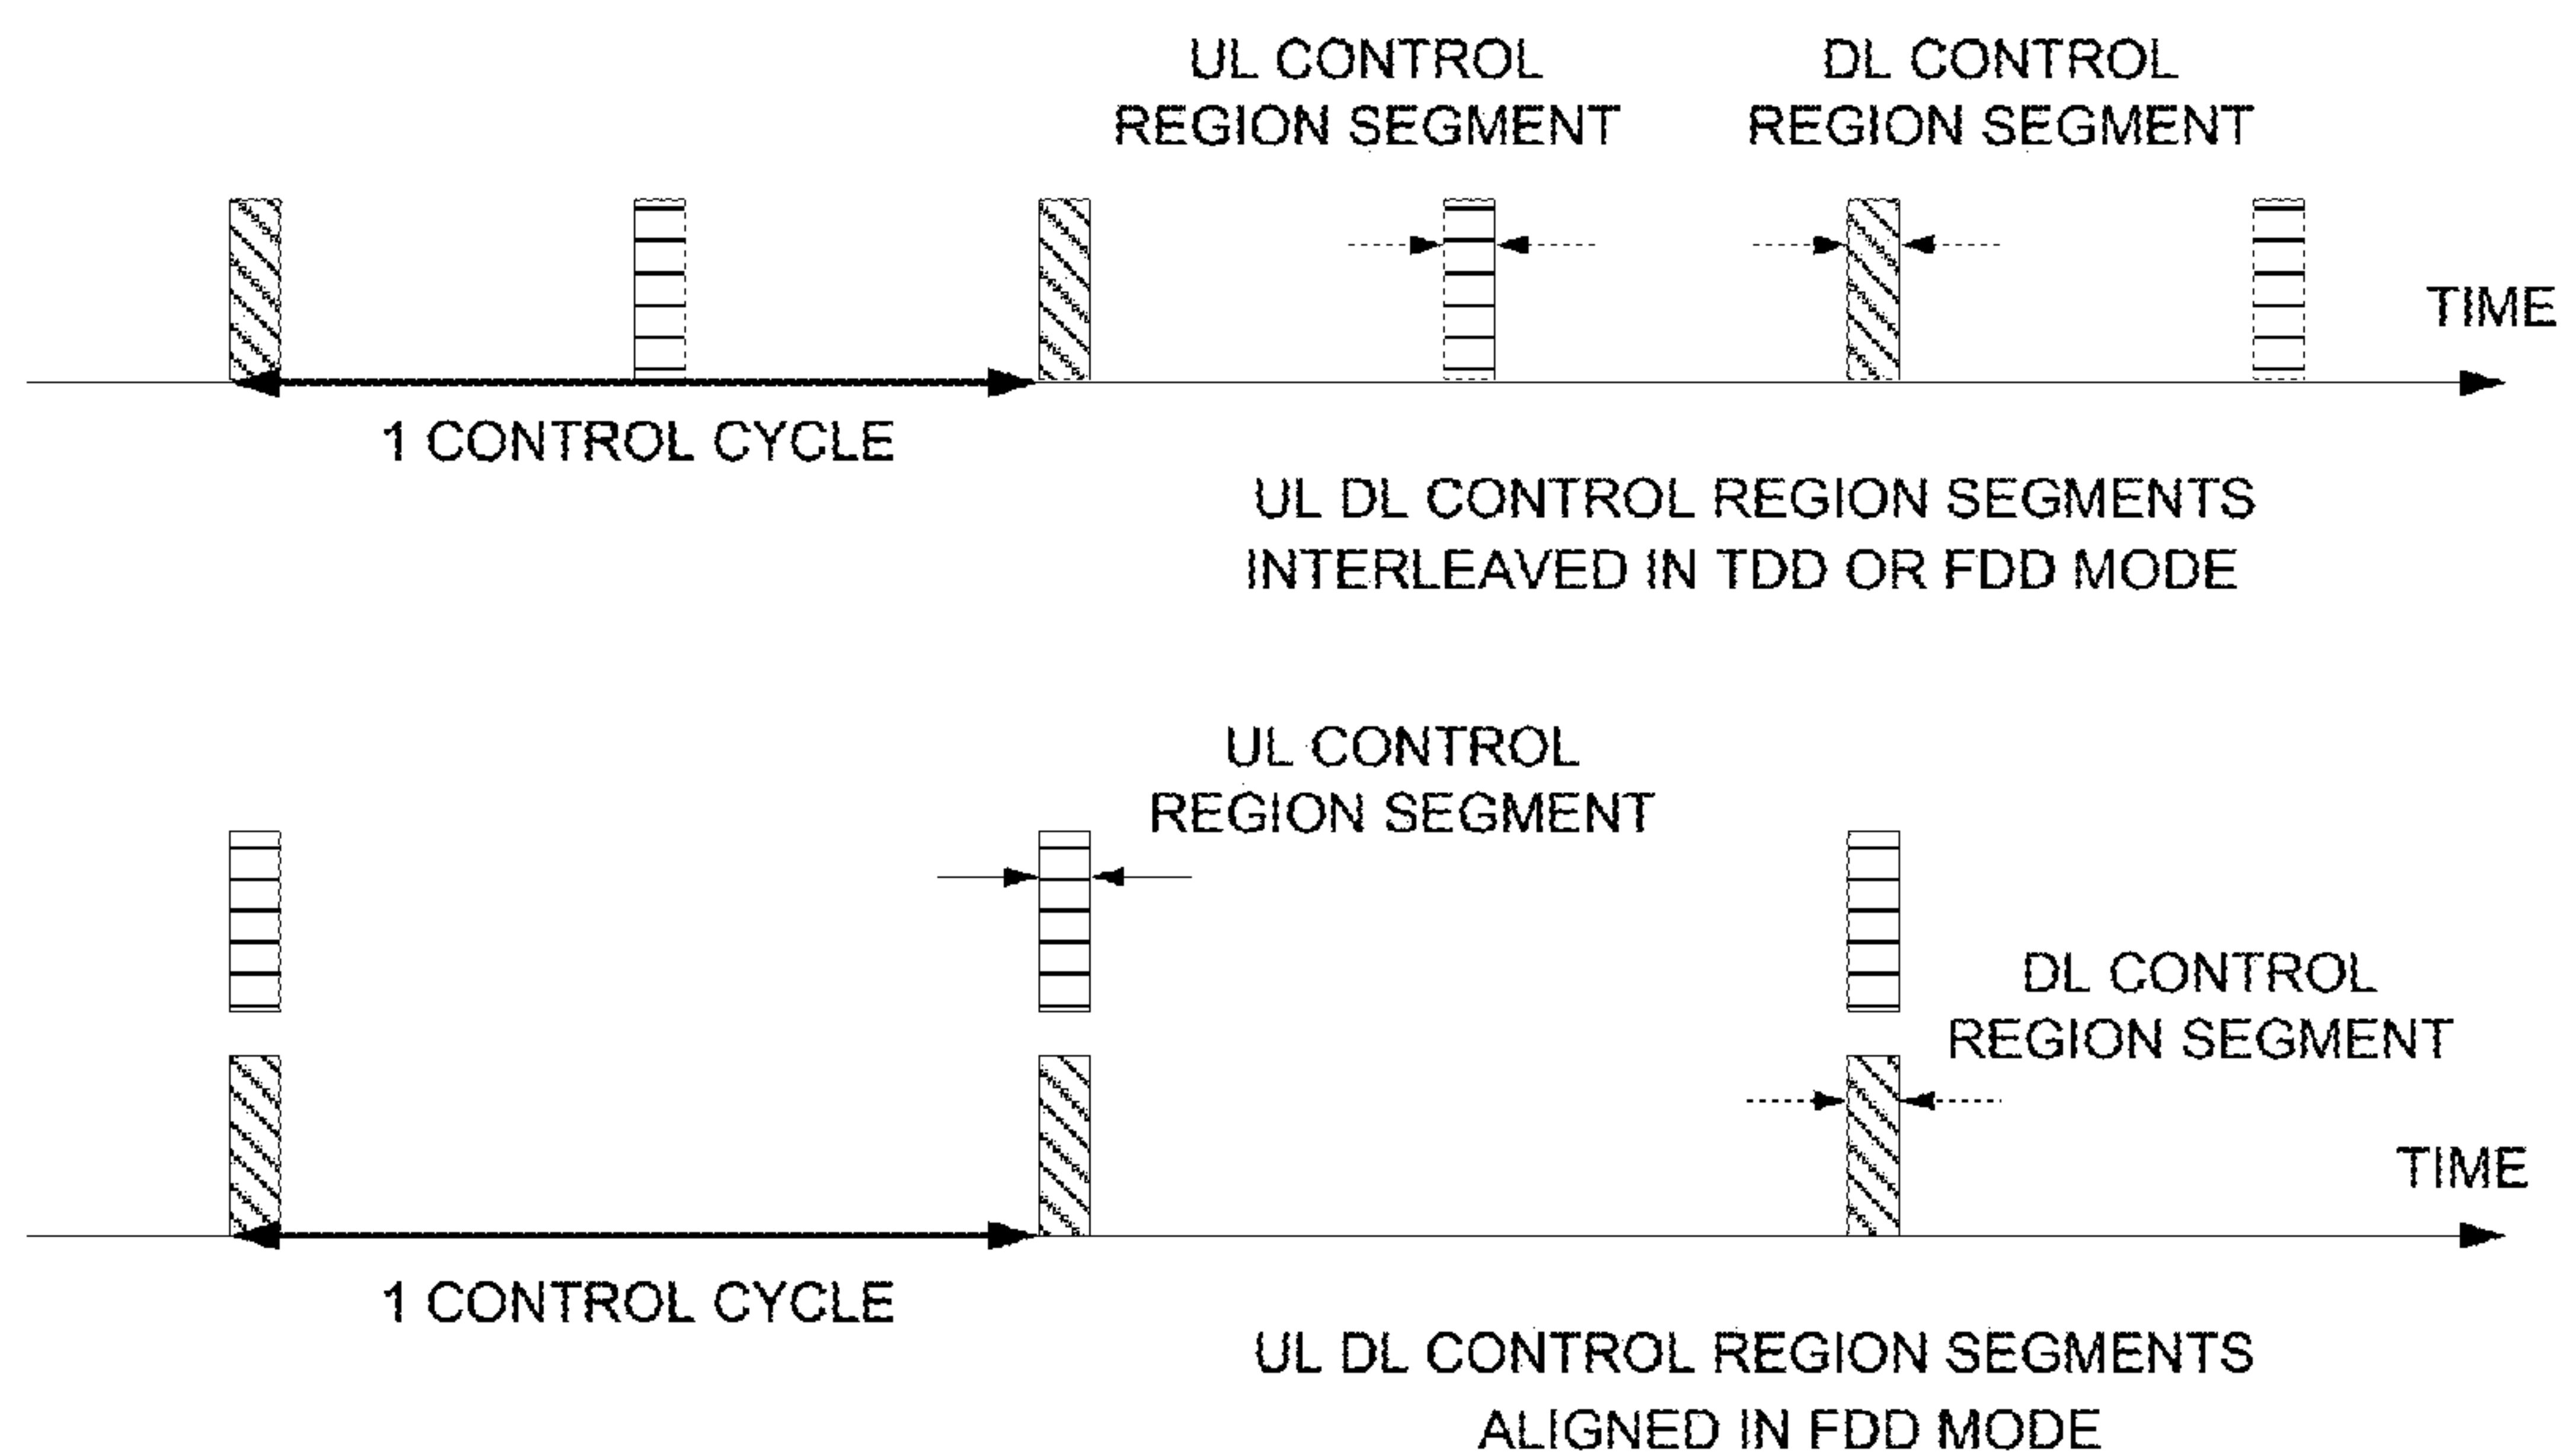 UL CONTROL
REGION SEGMENT
DL CONTROL
REGION SEGMENT
TIME
1 CONTROL CYCLE
UL DL CONTROL REGION SEGMENTS
INTERLEAVED IN TDD OR FDD MODE
UL CONTROL
REGION SEGMENT
DL CONTROL
REGION SEGMENT
TIME
1 CONTROL CYCLE
UL DL CONTROL REGION SEGMENTS
ALIGNED IN FDD MODE